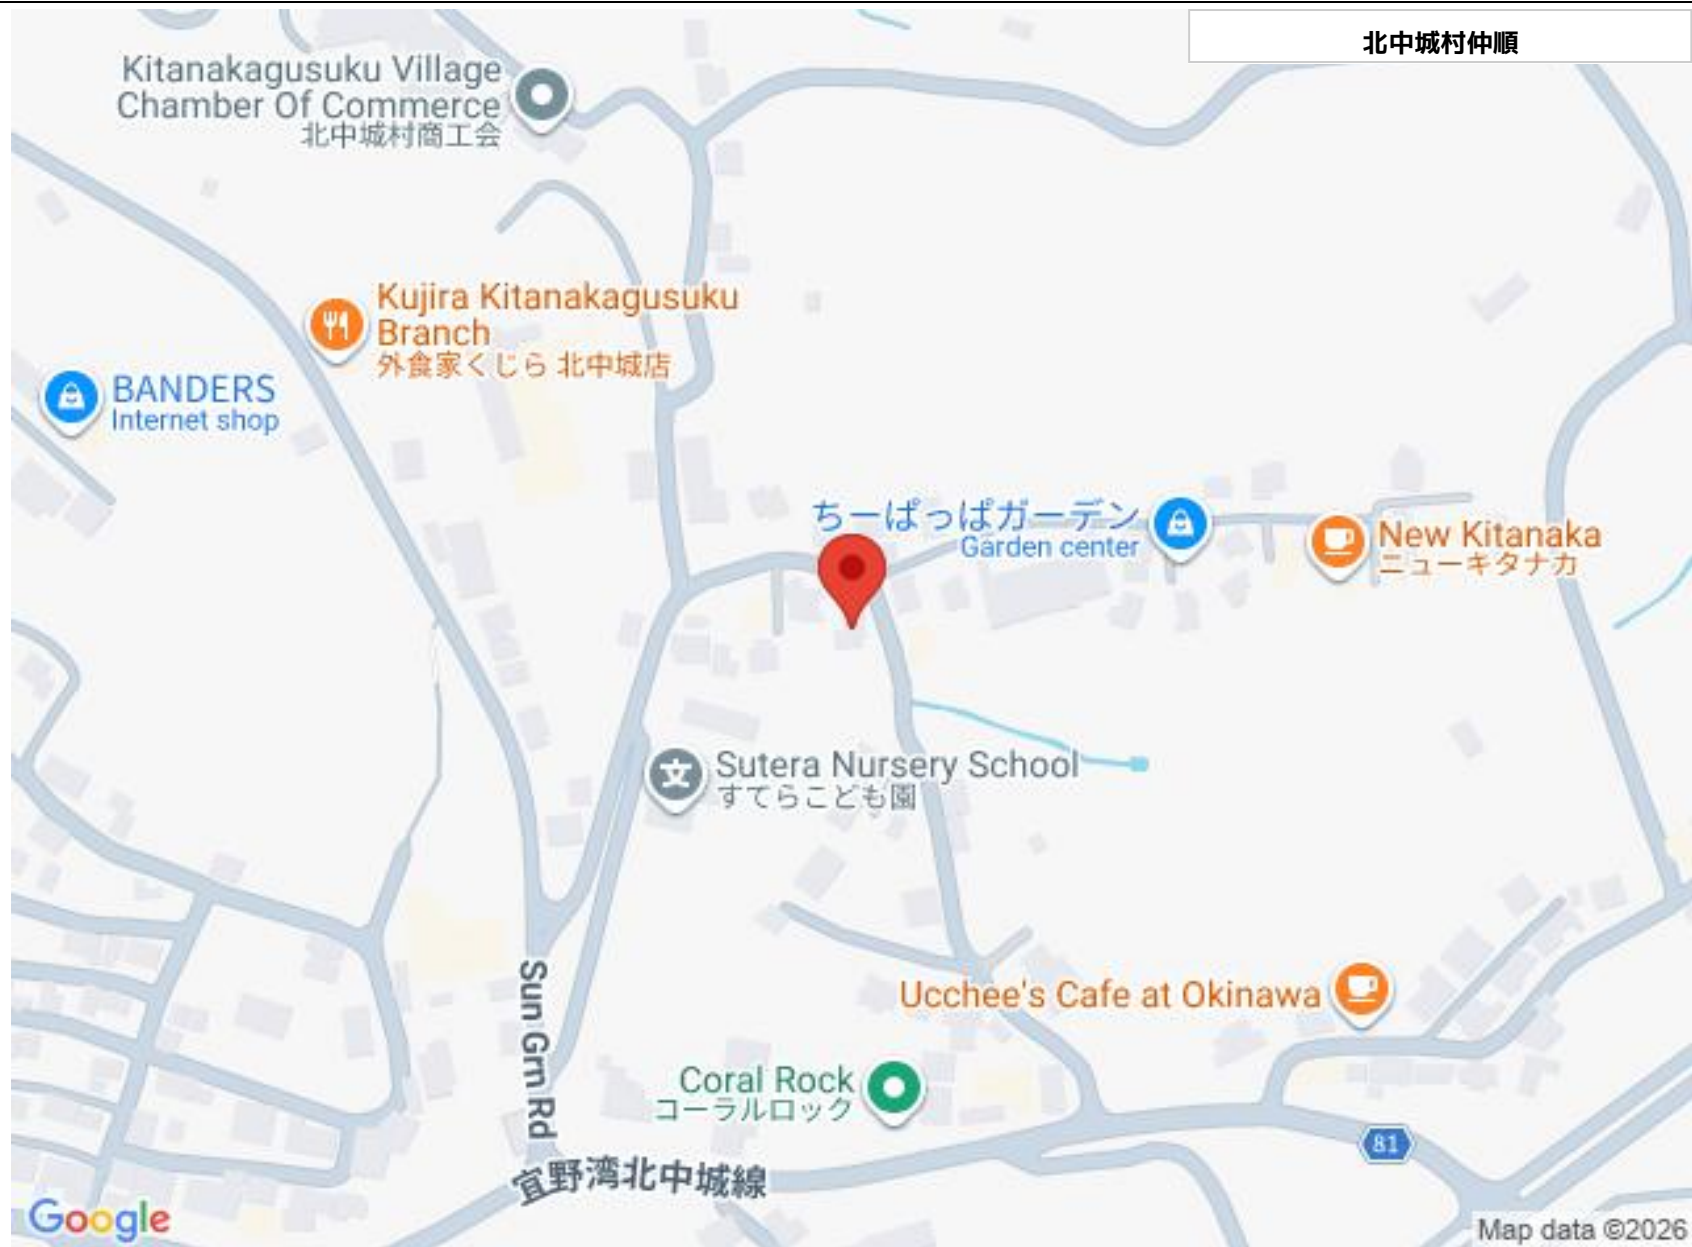 北中城村仲順
Kitanakagusuku Village
Chamber Of Commerce
北中城村商工会
Kujira Kitanakagusuku
Branch
外食家くじら 北中城店
BANDERS
Internet shop
ちーぱっぱガーデン
Garden center
New Kitanaka
ニューキタナカ
Sutera Nursery School
すてらこども園
Ucchee's Cafe at Okinawa
Sun Grn Rd
Coral Rock
コーラルロック
81
宜野湾北中城線
Google
Map data ©2026